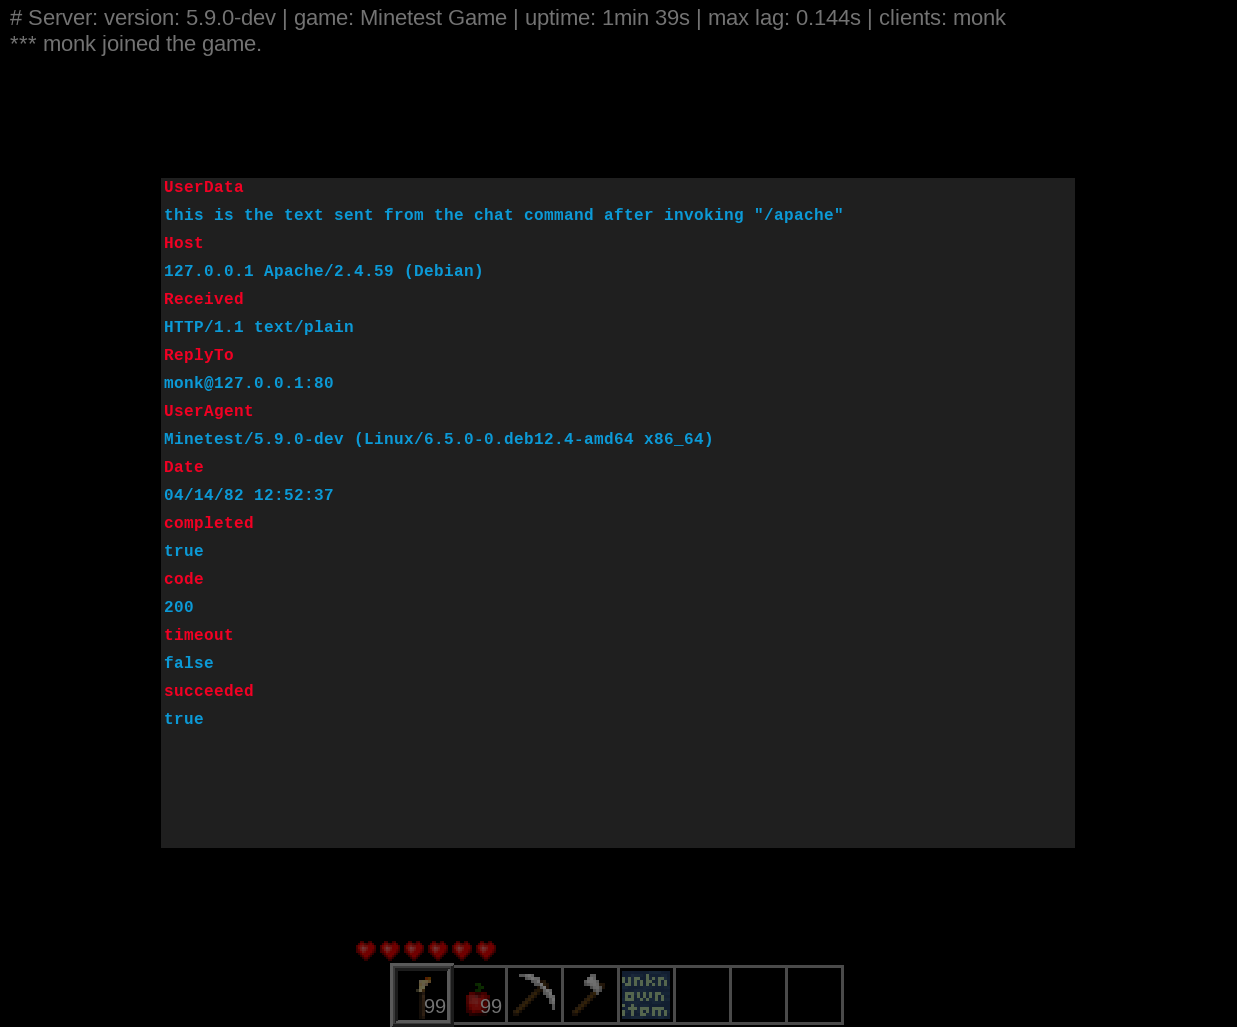 # Server: version: 5.9.0-dev | game: Minetest Game | uptime: 1min 39s | max lag: 0.144s | clients: monk
*** monk joined the game.
UserData
this is the text sent from the chat command after invoking "/apache"
Host
127.0.0.1 Apache/2.4.59 (Debian)
Received
HTTP/1.1 text/plain
ReplyTo
monk@127.0.0.1:80
UserAgent
Minetest/5.9.0-dev (Linux/6.5.0-0.deb12.4-amd64 x86_64)
Date
04/14/82 12:52:37
completed
true
code
200
timeout
false
succeeded
true
99 99
unkn
own
item